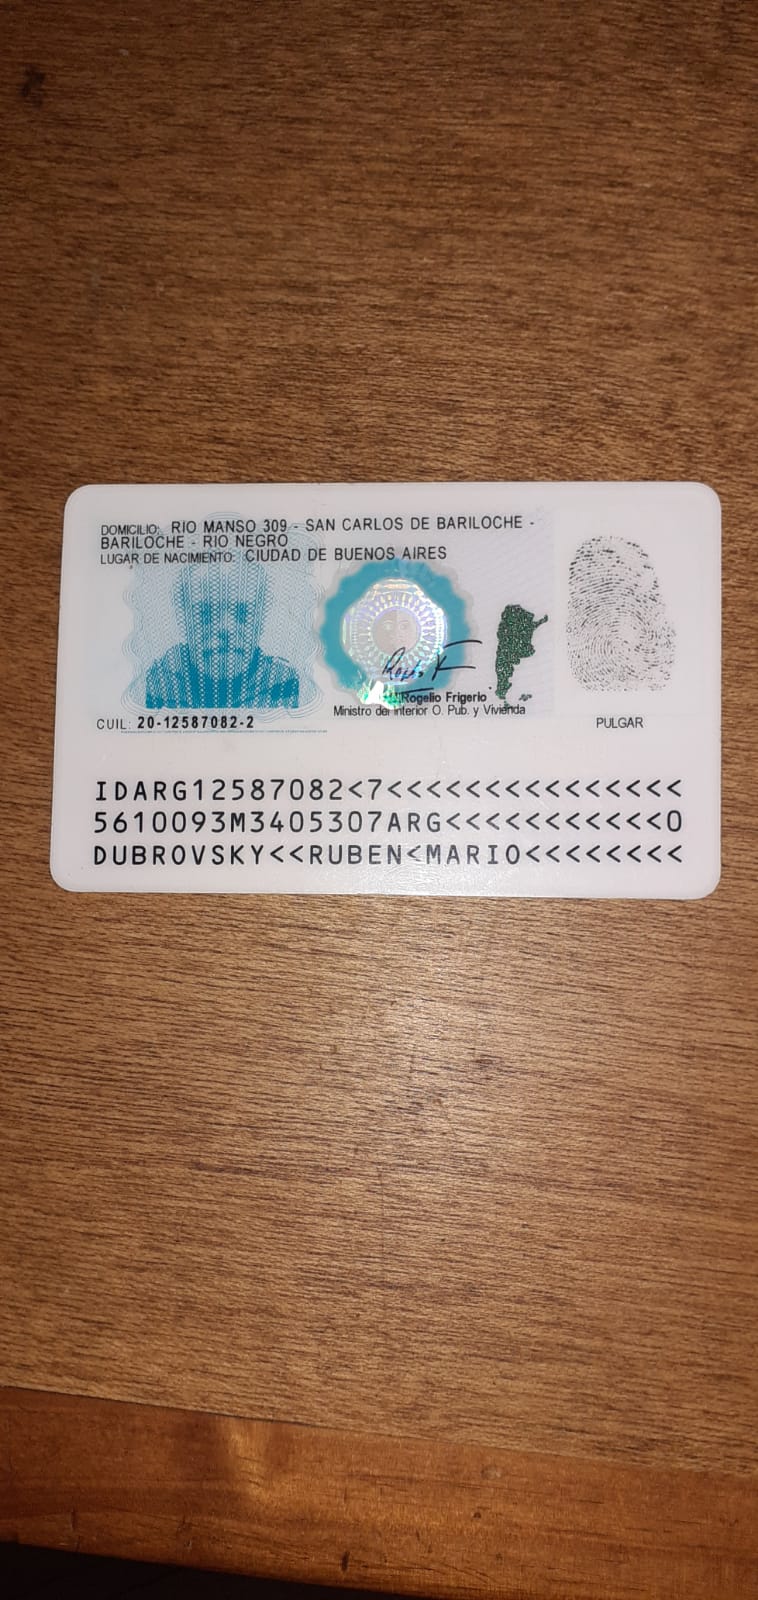 DOMICILIO: RIO MANSO 309 - SAN CARLOS DE BARILOCHE -
BARILOCHE - RIO NEGRO
LUGAR DE NACIMIENTO: CIUDAD DE BUENOS AIRES
Rogelio Frigerio
Ministro del Interior O. Pub. y Vivienda
CUIL: 20-12587082-2
PULGAR
IDARG12587082<7<<<<<<<<<<<<<<<
5610093M3405307ARG<<<<<<<<<<<0
DUBROVSKY<<RUBEN<MARIO<<<<<<<<